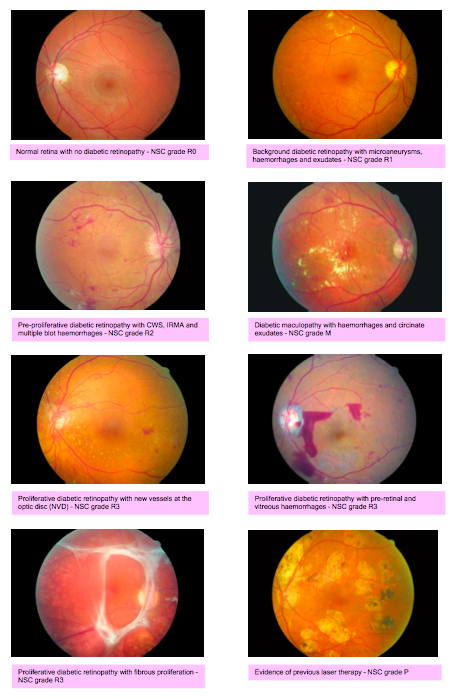 Normal retina with no diabetic retinopathy - NSC grade R0
Background diabetic retinopathy with microaneurysms,
haemorrhages and exudates - NSC grade R1
Pre-proliferative diabetic retinopathy with CWS, IRMA and
multiple blot haemorrhages - NSC grade R2
Diabetic maculopathy with haemorrhages and circinate
exudates - NSC grade M
Proliferative diabetic retinopathy with new vessels at the
optic disc (NVD) - NSC grade R3
Proliferative diabetic retinopathy with pre-retinal and
vitreous haemorrhages - NSC grade R3
Proliferative diabetic retinopathy with fibrous proliferation -
NSC grade R3
Evidence of previous laser therapy - NSC grade P